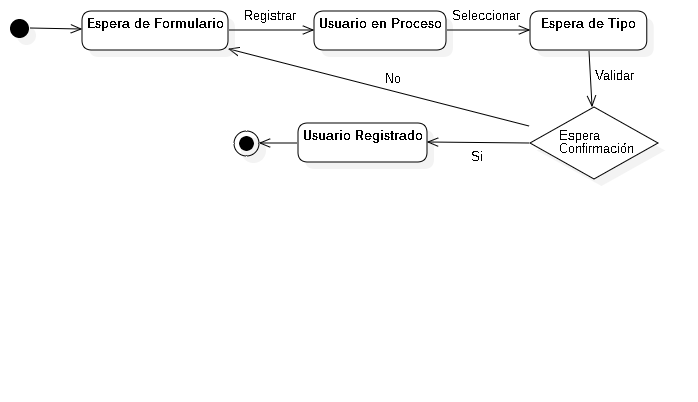 Espera de Formulario
Registrar
Usuario en Proceso
Seleccionar
Espera de Tipo
Validar
No
Espera
Confirmación
Si
Usuario Registrado